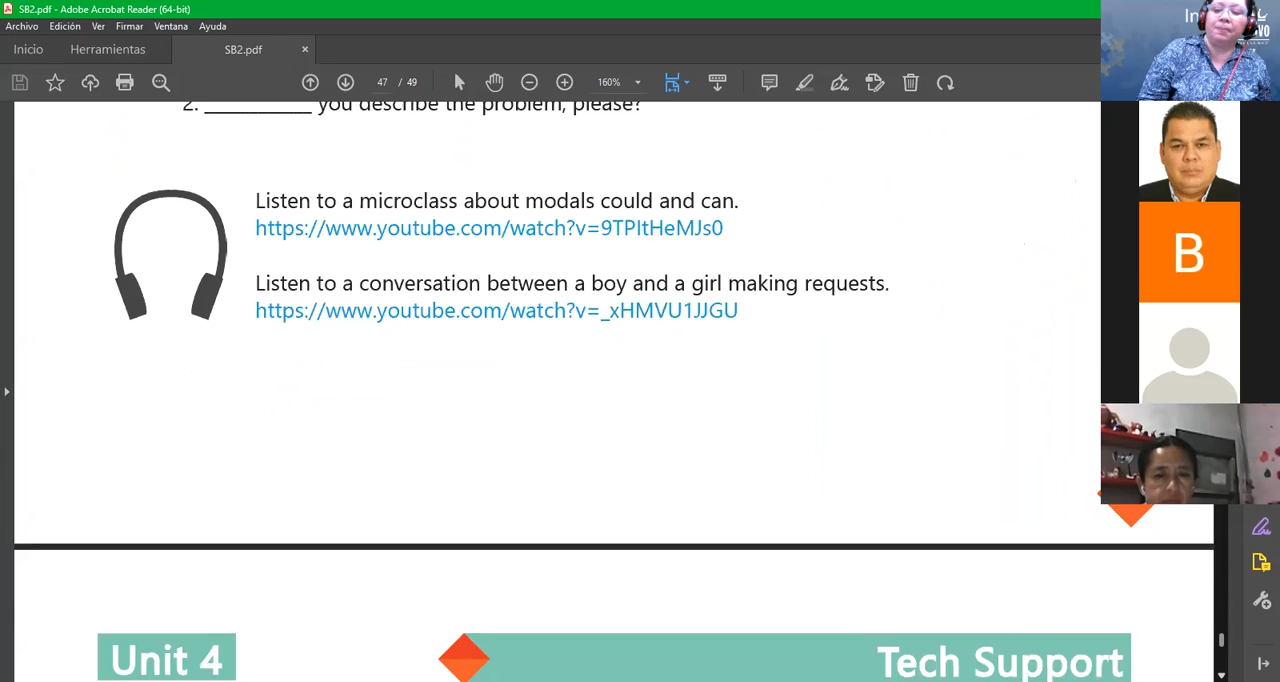 SB2.pdf - Adobe Acrobat Reader (64-bit)
Archivo Edición Ver Firmar Ventana Ayuda
Inicio Herramientas SB2.pdf ×
47 / 49 160%
2. ___________ you describe the problem, please?
Listen to a microclass about modals could and can.
https://www.youtube.com/watch?v=9TPItHeMJs0
Listen to a conversation between a boy and a girl making requests.
https://www.youtube.com/watch?v=_xHMVU1JJGU
B
Unit 4
Tech Support